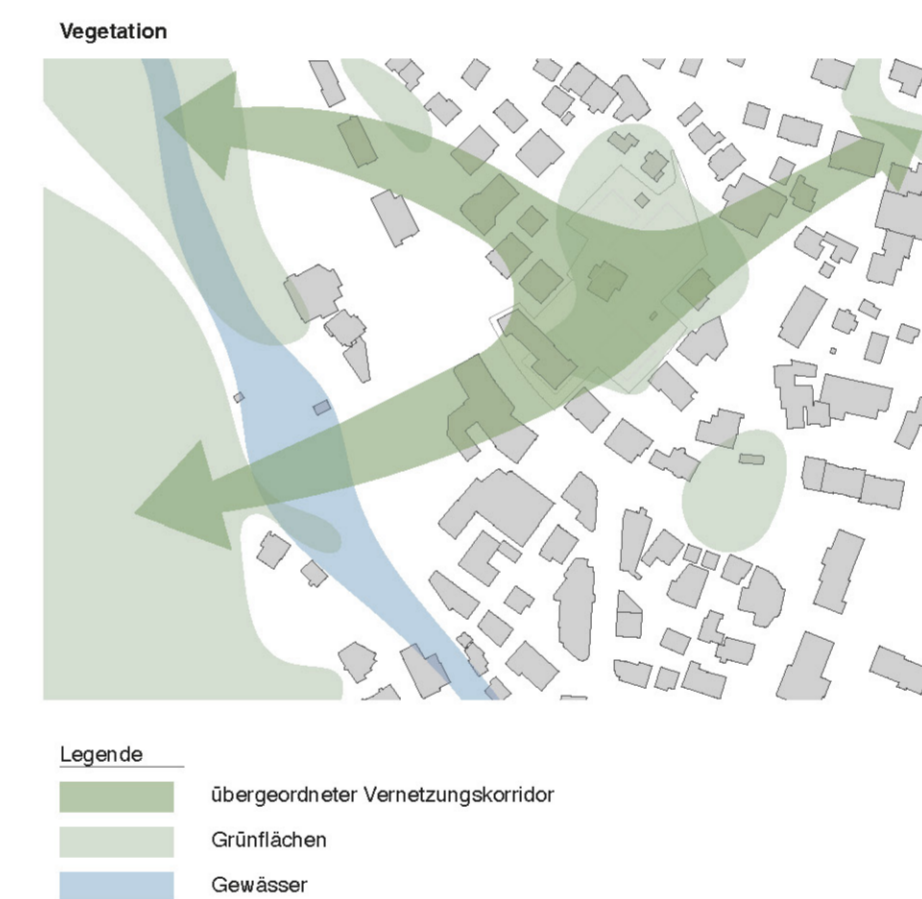 Vegetation
Legende
übergeordneter Vernetzungskorridor
Grünflächen
Gewässer